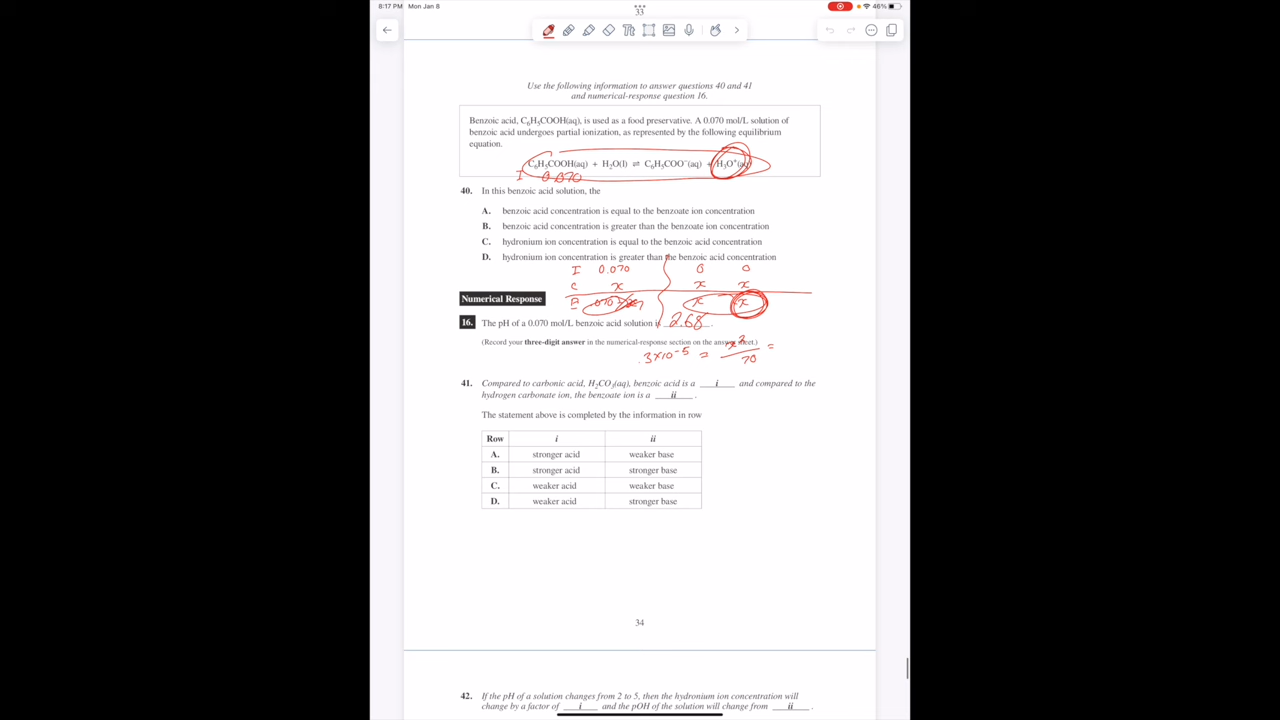 8:17 PM Mon Jan 8
46%
33
Use the following information to answer questions 40 and 41
and numerical-response question 16.
Benzoic acid, C₆H₅COOH(aq), is used as a food preservative. A 0.070 mol/L solution of
benzoic acid undergoes partial ionization, as represented by the following equilibrium
equation.
C₆H₅COOH(aq) + H₂O(l) ⇌ C₆H₅COO⁻(aq) + H₃O⁺(aq)
I 0.070
40. In this benzoic acid solution, the
A. benzoic acid concentration is equal to the benzoate ion concentration
B. benzoic acid concentration is greater than the benzoate ion concentration
C. hydronium ion concentration is equal to the benzoic acid concentration
D. hydronium ion concentration is greater than the benzoic acid concentration
I 0.070 0 0
C x x x
E .070 x x
Numerical Response
16. The pH of a 0.070 mol/L benzoic acid solution is 2.68.
(Record your three-digit answer in the numerical-response section on the answer sheet.)
.3×10⁻⁵ = x²/70 =
41. Compared to carbonic acid, H₂CO₃(aq), benzoic acid is a i and compared to the
hydrogen carbonate ion, the benzoate ion is a ii .
The statement above is completed by the information in row
Row i ii
A. stronger acid weaker base
B. stronger acid stronger base
C. weaker acid weaker base
D. weaker acid stronger base
34
42. If the pH of a solution changes from 2 to 5, then the hydronium ion concentration will
change by a factor of i and the pOH of the solution will change from ii .